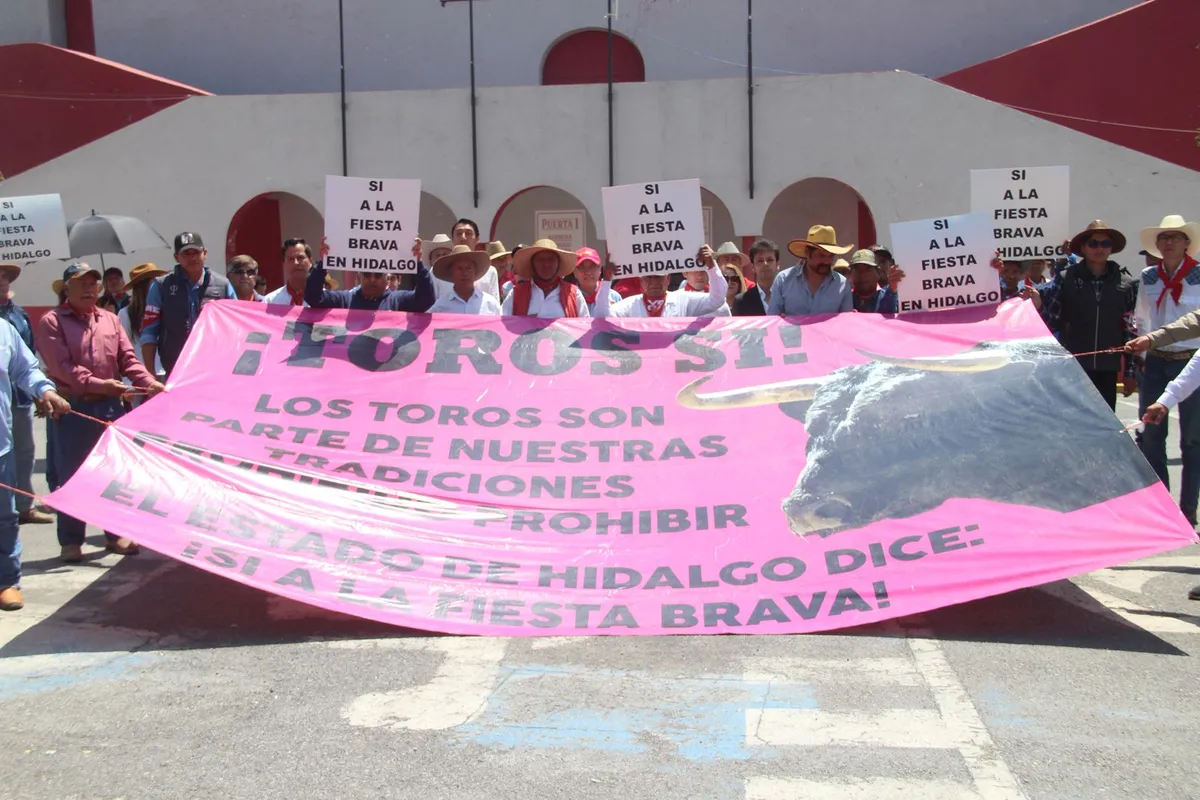 SI
A LA
FIESTA
BRAVA
EN HIDALGO
SI
A LA
FIESTA
BRAVA
EN HIDALGO
SI
A LA
FIESTA
BRAVA
HIDALGO
SI
A LA
FIESTA
BRAVA
HIDALGO
SI
A LA
FIESTA
BRAVA
EN HIDALGO
PUERTA 1
¡TOROS SI!
LOS TOROS SON
PARTE DE NUESTRAS
TRADICIONES
PROHIBIR
EL ESTADO DE HIDALGO DICE:
¡SI A LA FIESTA BRAVA!